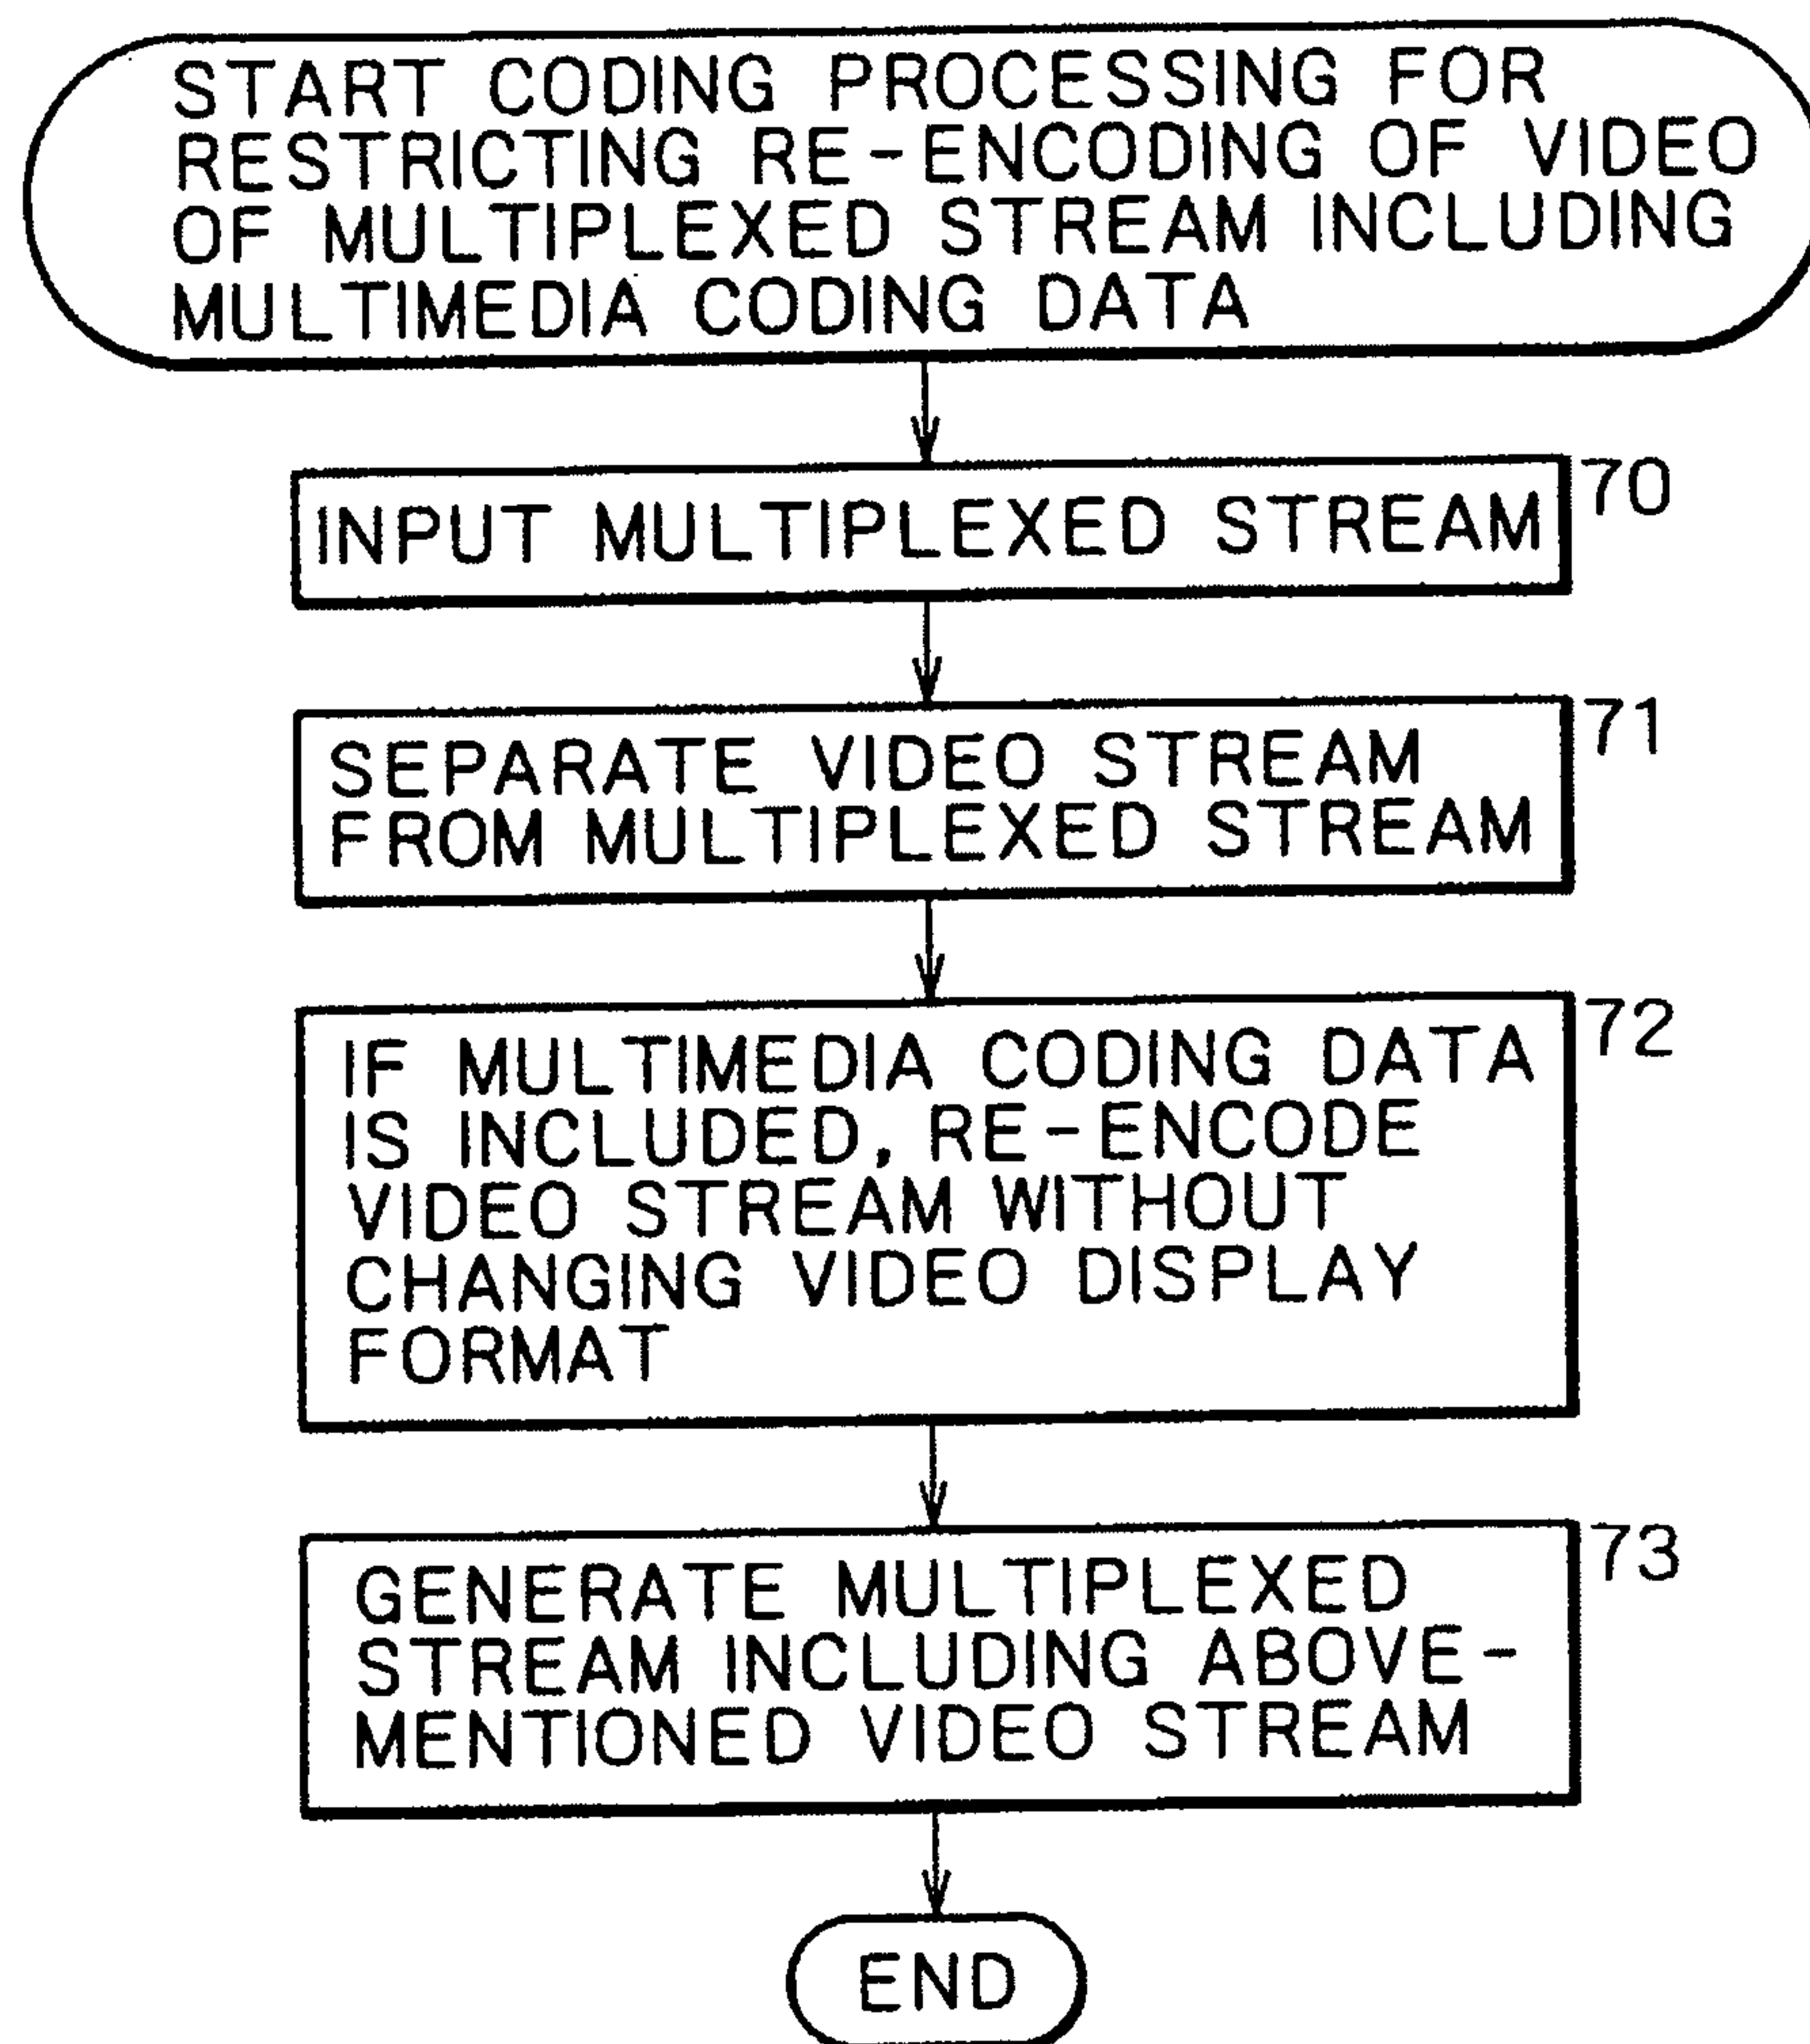 START CODING PROCESSING FOR
RESTRICTING RE-ENCODING OF VIDEO
OF MULTIPLEXED STREAM INCLUDING
MULTIMEDIA CODING DATA
70
INPUT MULTIPLEXED STREAM
71
SEPARATE VIDEO STREAM
FROM MULTIPLEXED STREAM
72
IF MULTIMEDIA CODING DATA
IS INCLUDED, RE-ENCODE
VIDEO STREAM WITHOUT
CHANGING VIDEO DISPLAY
FORMAT
73
GENERATE MULTIPLEXED
STREAM INCLUDING ABOVE-
MENTIONED VIDEO STREAM
END